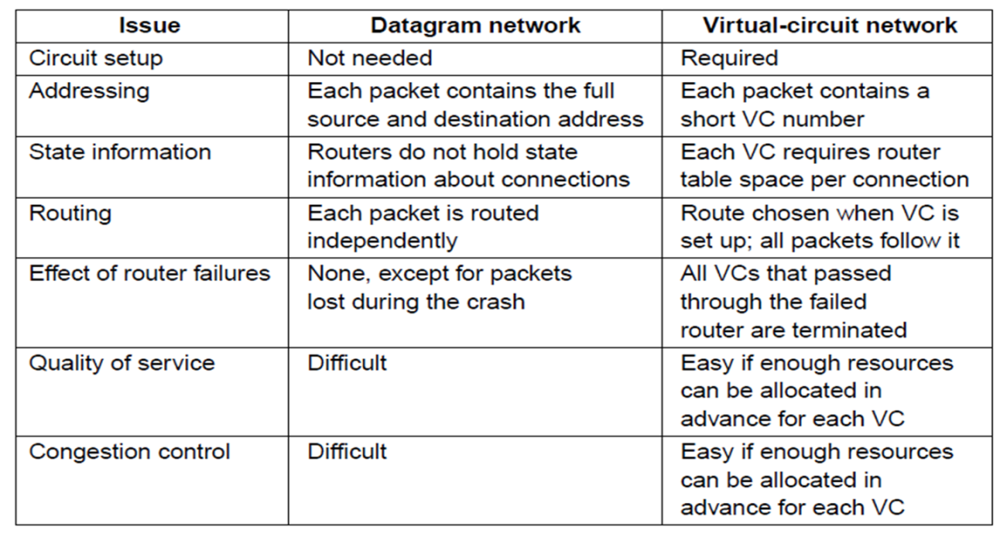 Issue Datagram network Virtual-circuit network
Circuit setup Not needed Required
Addressing Each packet contains the full Each packet contains a
source and destination address short VC number
State information Routers do not hold state Each VC requires router
information about connections table space per connection
Routing Each packet is routed Route chosen when VC is
independently set up; all packets follow it
Effect of router failures None, except for packets All VCs that passed
lost during the crash through the failed
router are terminated
Quality of service Difficult Easy if enough resources
can be allocated in
advance for each VC
Congestion control Difficult Easy if enough resources
can be allocated in
advance for each VC